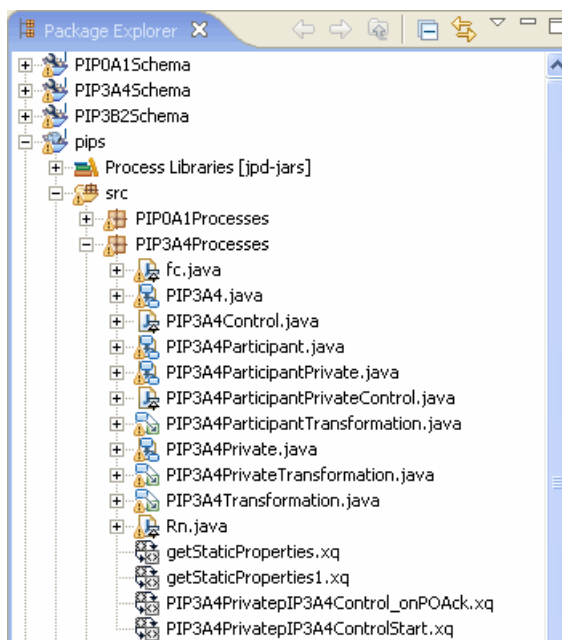 Package Explorer
PIP0A1Schema
PIP3A4Schema
PIP3B2Schema
pips
Process Libraries [jpd-jars]
src
PIP0A1Processes
PIP3A4Processes
fc.java
PIP3A4.java
PIP3A4Control.java
PIP3A4Participant.java
PIP3A4ParticipantPrivate.java
PIP3A4ParticipantPrivateControl.java
PIP3A4ParticipantTransformation.java
PIP3A4Private.java
PIP3A4PrivateTransformation.java
PIP3A4Transformation.java
Rn.java
getStaticProperties.xq
getStaticProperties1.xq
PIP3A4PrivatepIP3A4Control_onPOAck.xq
PIP3A4PrivatepIP3A4ControlStart.xq